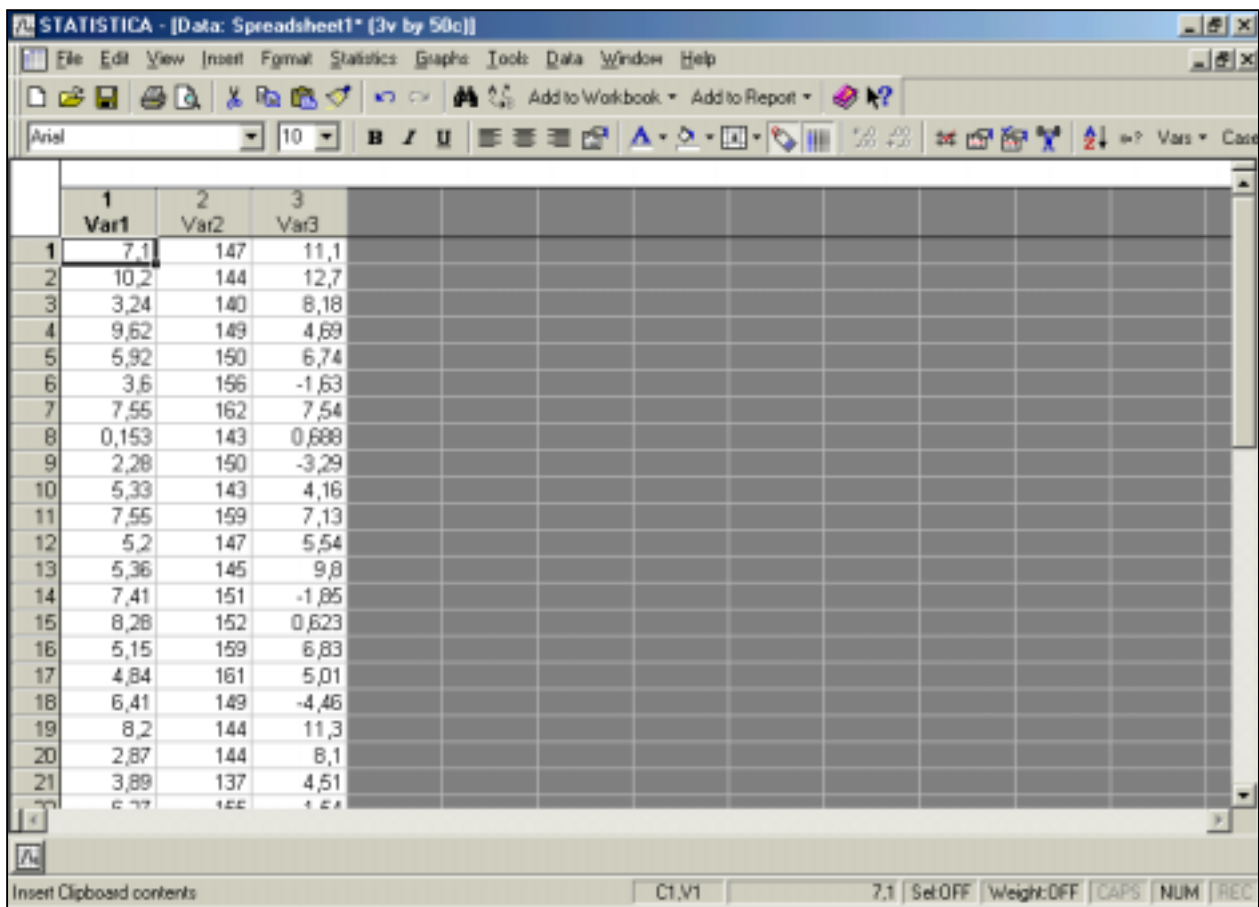 STATISTICA - [Data: Spreadsheet1* (3v by 50c)]
File Edit View Insert Format Statistics Graphs Tools Data Window Help
Add to Workbook Add to Report
Arial 10 B I U Vars Case
1 2 3
Var1 Var2 Var3
1 7,1 147 11,1
2 10,2 144 12,7
3 3,24 140 8,18
4 9,62 149 4,69
5 5,92 150 6,74
6 3,6 156 -1,63
7 7,55 162 7,54
8 0,153 143 0,688
9 2,28 150 -3,29
10 5,33 143 4,16
11 7,55 159 7,13
12 5,2 147 5,54
13 5,36 145 9,8
14 7,41 151 -1,85
15 8,28 152 0,623
16 5,15 159 6,83
17 4,84 161 5,01
18 6,41 149 -4,46
19 8,2 144 11,3
20 2,87 144 8,1
21 3,89 137 4,51
Insert Clipboard contents C1,V1 7,1 Sel:OFF Weight:OFF CAPS NUM REC